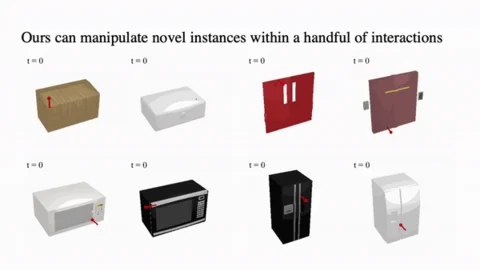 Ours can manipulate novel instances within a handful of interactions
t = 0
t = 0
t = 0
t = 0
t = 0
t = 0
t = 0
t = 0